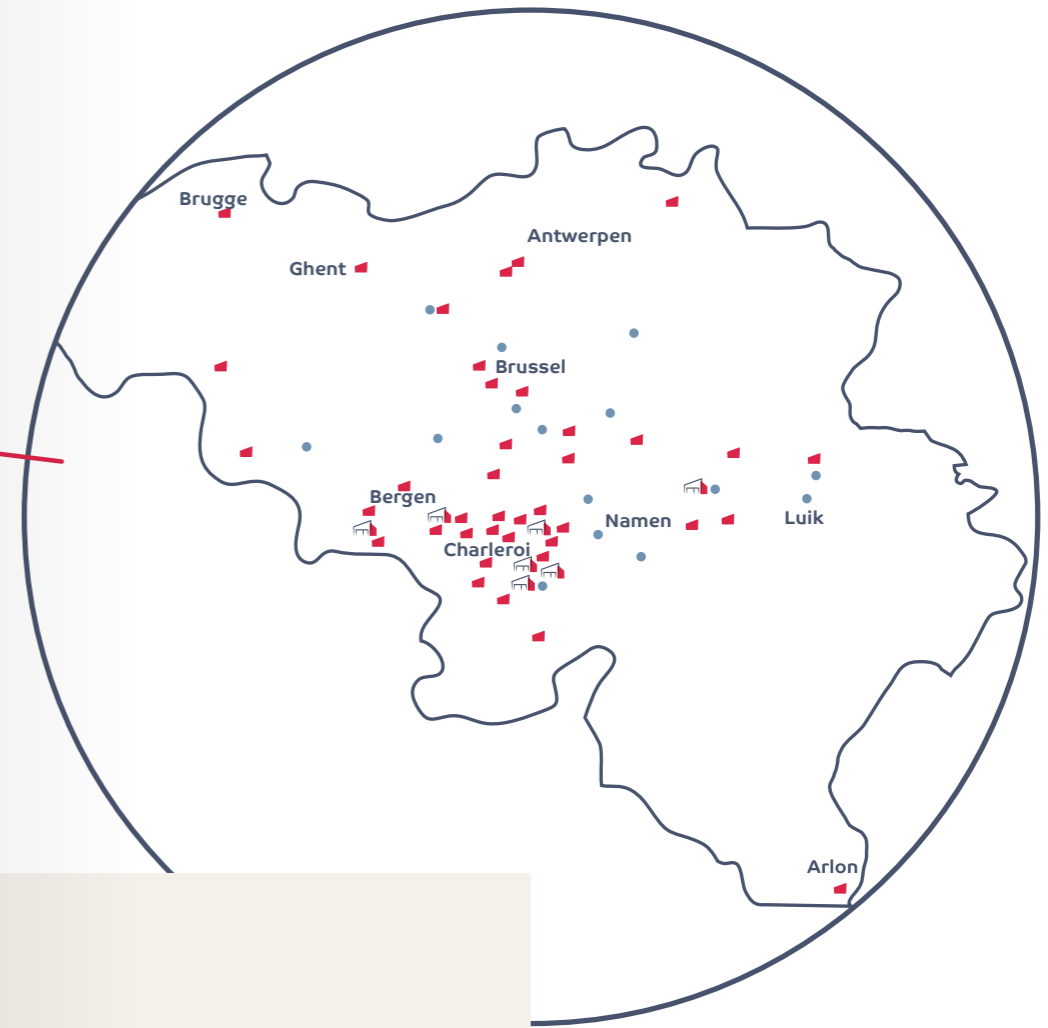 Brugge
Antwerpen
Ghent
Brussel
Bergen
Namen
Luik
Charleroi
Arlon